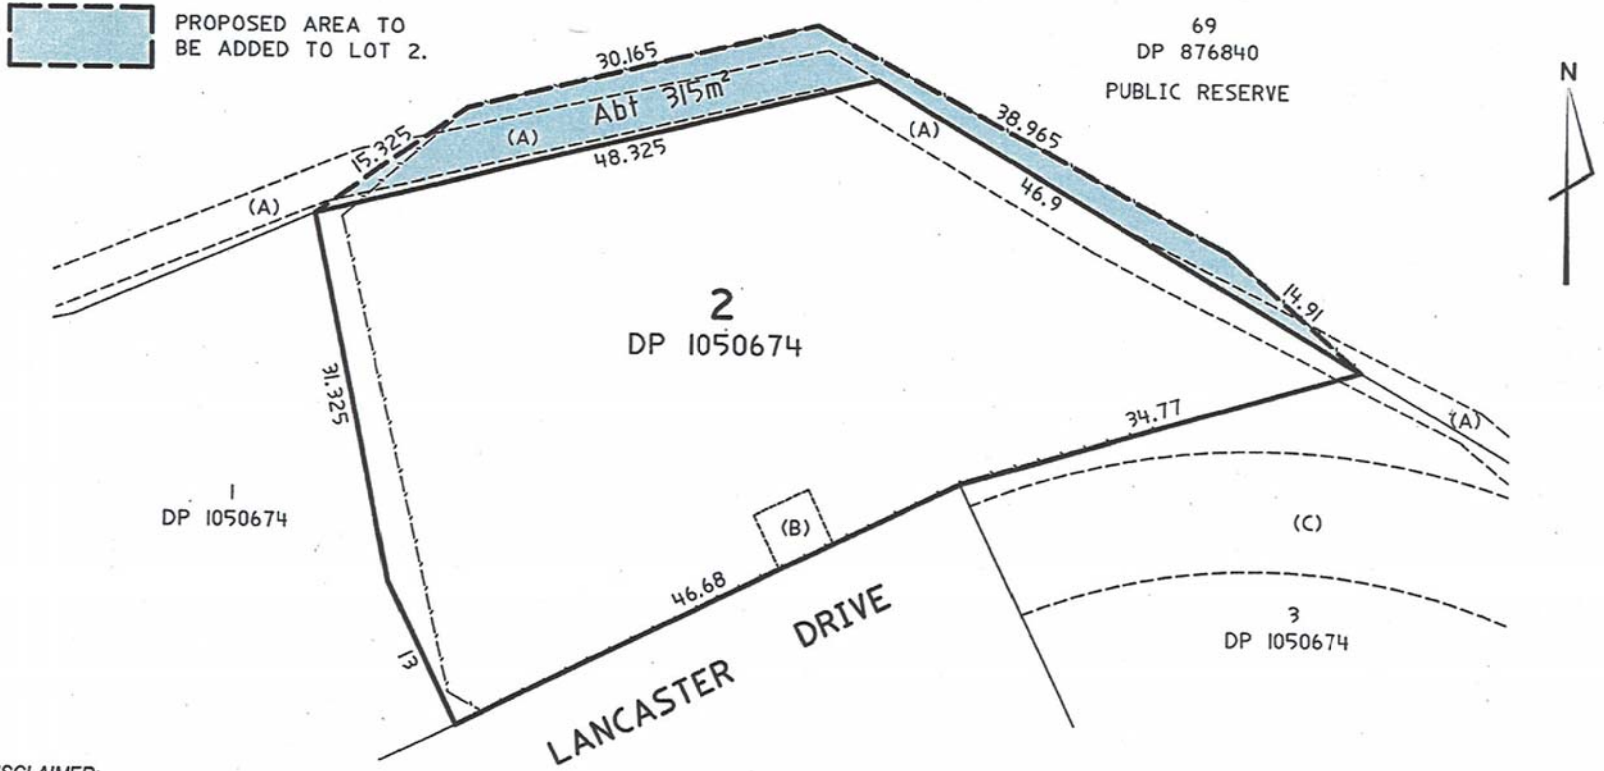 PROPOSED AREA TO
BE ADDED TO LOT 2.
69
DP 876840
PUBLIC RESERVE
N
30.165
Abt 315m²
(A)
15.325
48.325
(A)
38.965
46.9
(A)
2
DP 1050674
14.91
31.325
34.77
(A)
1
DP 1050674
(B)
(C)
46.68
3
DP 1050674
13
LANCASTER DRIVE